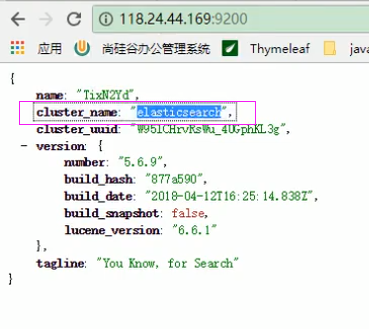 118.24.44.169:9200
应用 尚硅谷办公管理系统 Thymeleaf java
{
name: "TixN2Yd",
cluster_name: "elasticsearch",
version: {
number: "5.6.9",
build_hash: "877a590",
build_date: "2018-04-12T16:25:14.838Z",
build_snapshot: false,
lucene_version: "6.6.1"
},
tagline: "You Know, for Search"
}